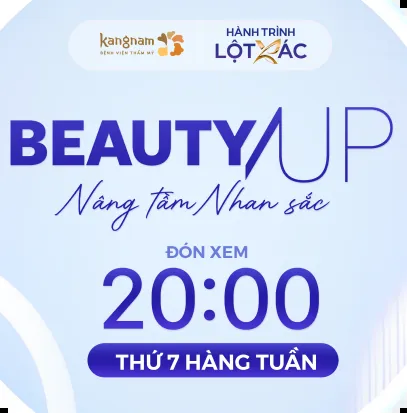 kangnam
BỆNH VIỆN THẨM MỸ
HÀNH TRÌNH
LỘT XÁC
BEAUTY UP
Nâng tầm Nhan sắc
ĐÓN XEM
20:00
THỨ 7 HÀNG TUẦN